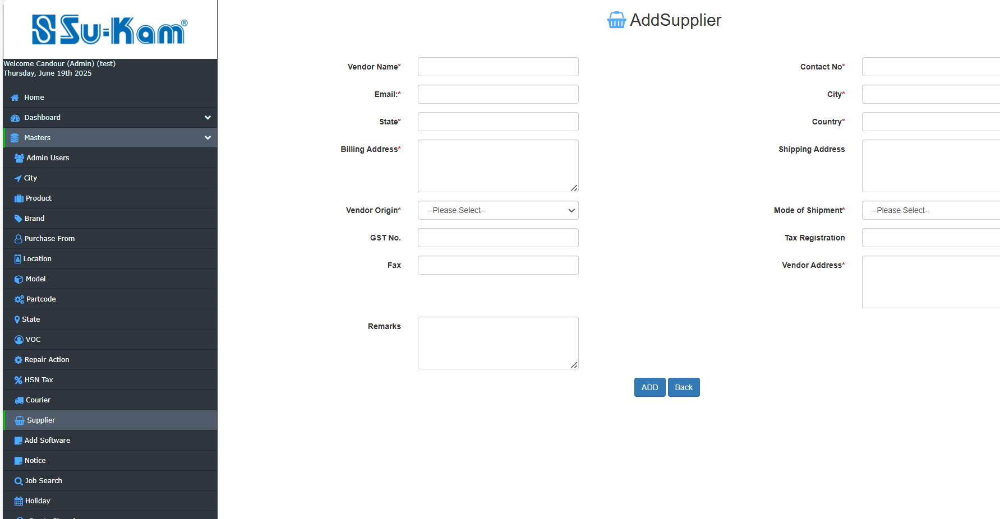 Su-Kam®
Welcome Candour (Admin) (test)
Thursday, June 19th 2025
Home
Dashboard
Masters
Admin Users
City
Product
Brand
Purchase From
Location
Model
Partcode
State
VOC
Repair Action
HSN Tax
Courier
Supplier
Add Software
Notice
Job Search
Holiday
AddSupplier
Vendor Name*
Contact No*
Email:*
City*
State*
Country*
Billing Address*
Shipping Address
Vendor Origin* --Please Select--
Mode of Shipment* --Please Select--
GST No.
Tax Registration
Fax
Vendor Address*
Remarks
ADD Back